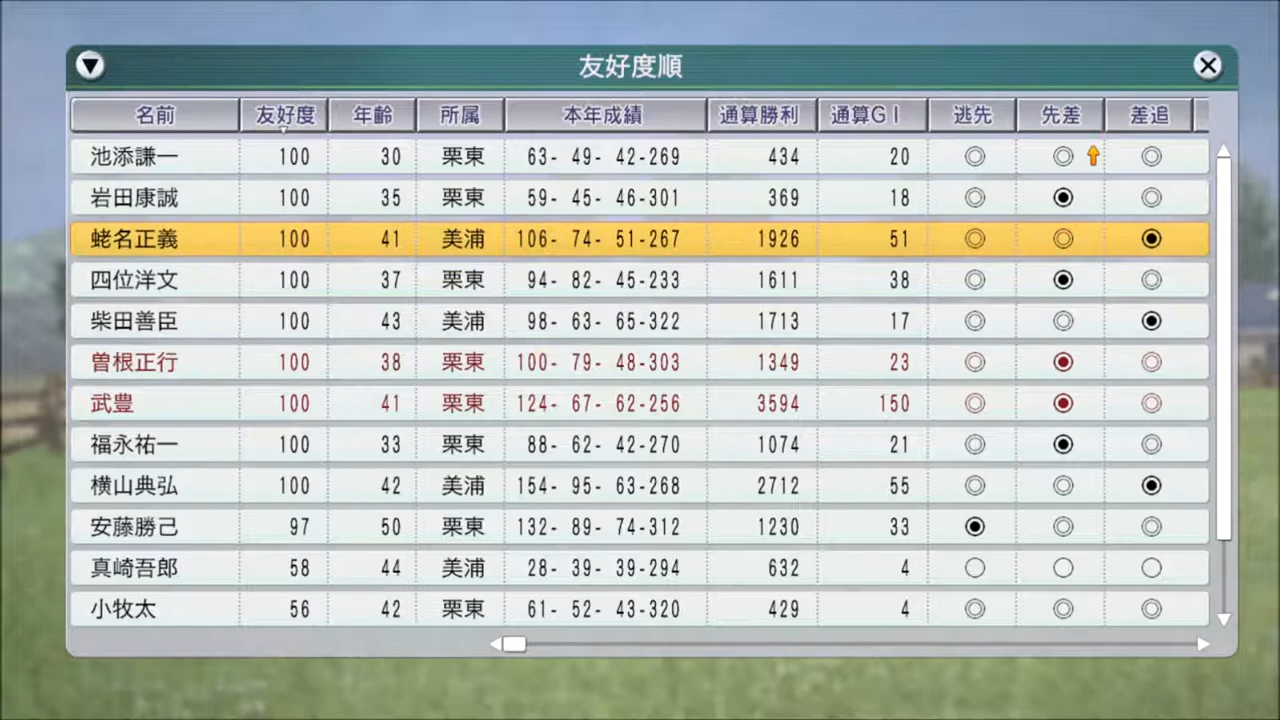 友好度順
名前 友好度 年齢 所属 本年成績 通算勝利 通算GⅠ 逃先 先差 差追
池添謙一 100 30 栗東 63- 49- 42-269 434 20 ◎ ◎ ◎
岩田康誠 100 35 栗東 59- 45- 46-301 369 18 ◎ ◉ ◎
蛯名正義 100 41 美浦 106- 74- 51-267 1926 51 ◎ ◎ ◉
四位洋文 100 37 栗東 94- 82- 45-233 1611 38 ◎ ◉ ◎
柴田善臣 100 43 美浦 98- 63- 65-322 1713 17 ◎ ◎ ◉
曽根正行 100 38 栗東 100- 79- 48-303 1349 23 ◎ ◉ ◎
武豊 100 41 栗東 124- 67- 62-256 3594 150 ◎ ◉ ◎
福永祐一 100 33 栗東 88- 62- 42-270 1074 21 ◎ ◉ ◎
横山典弘 100 42 美浦 154- 95- 63-268 2712 55 ◎ ◎ ◉
安藤勝己 97 50 栗東 132- 89- 74-312 1230 33 ◉ ◎ ◎
真崎吾郎 58 44 美浦 28- 39- 39-294 632 4 ○ ○ ○
小牧太 56 42 栗東 61- 52- 43-320 429 4 ◎ ◎ ◎